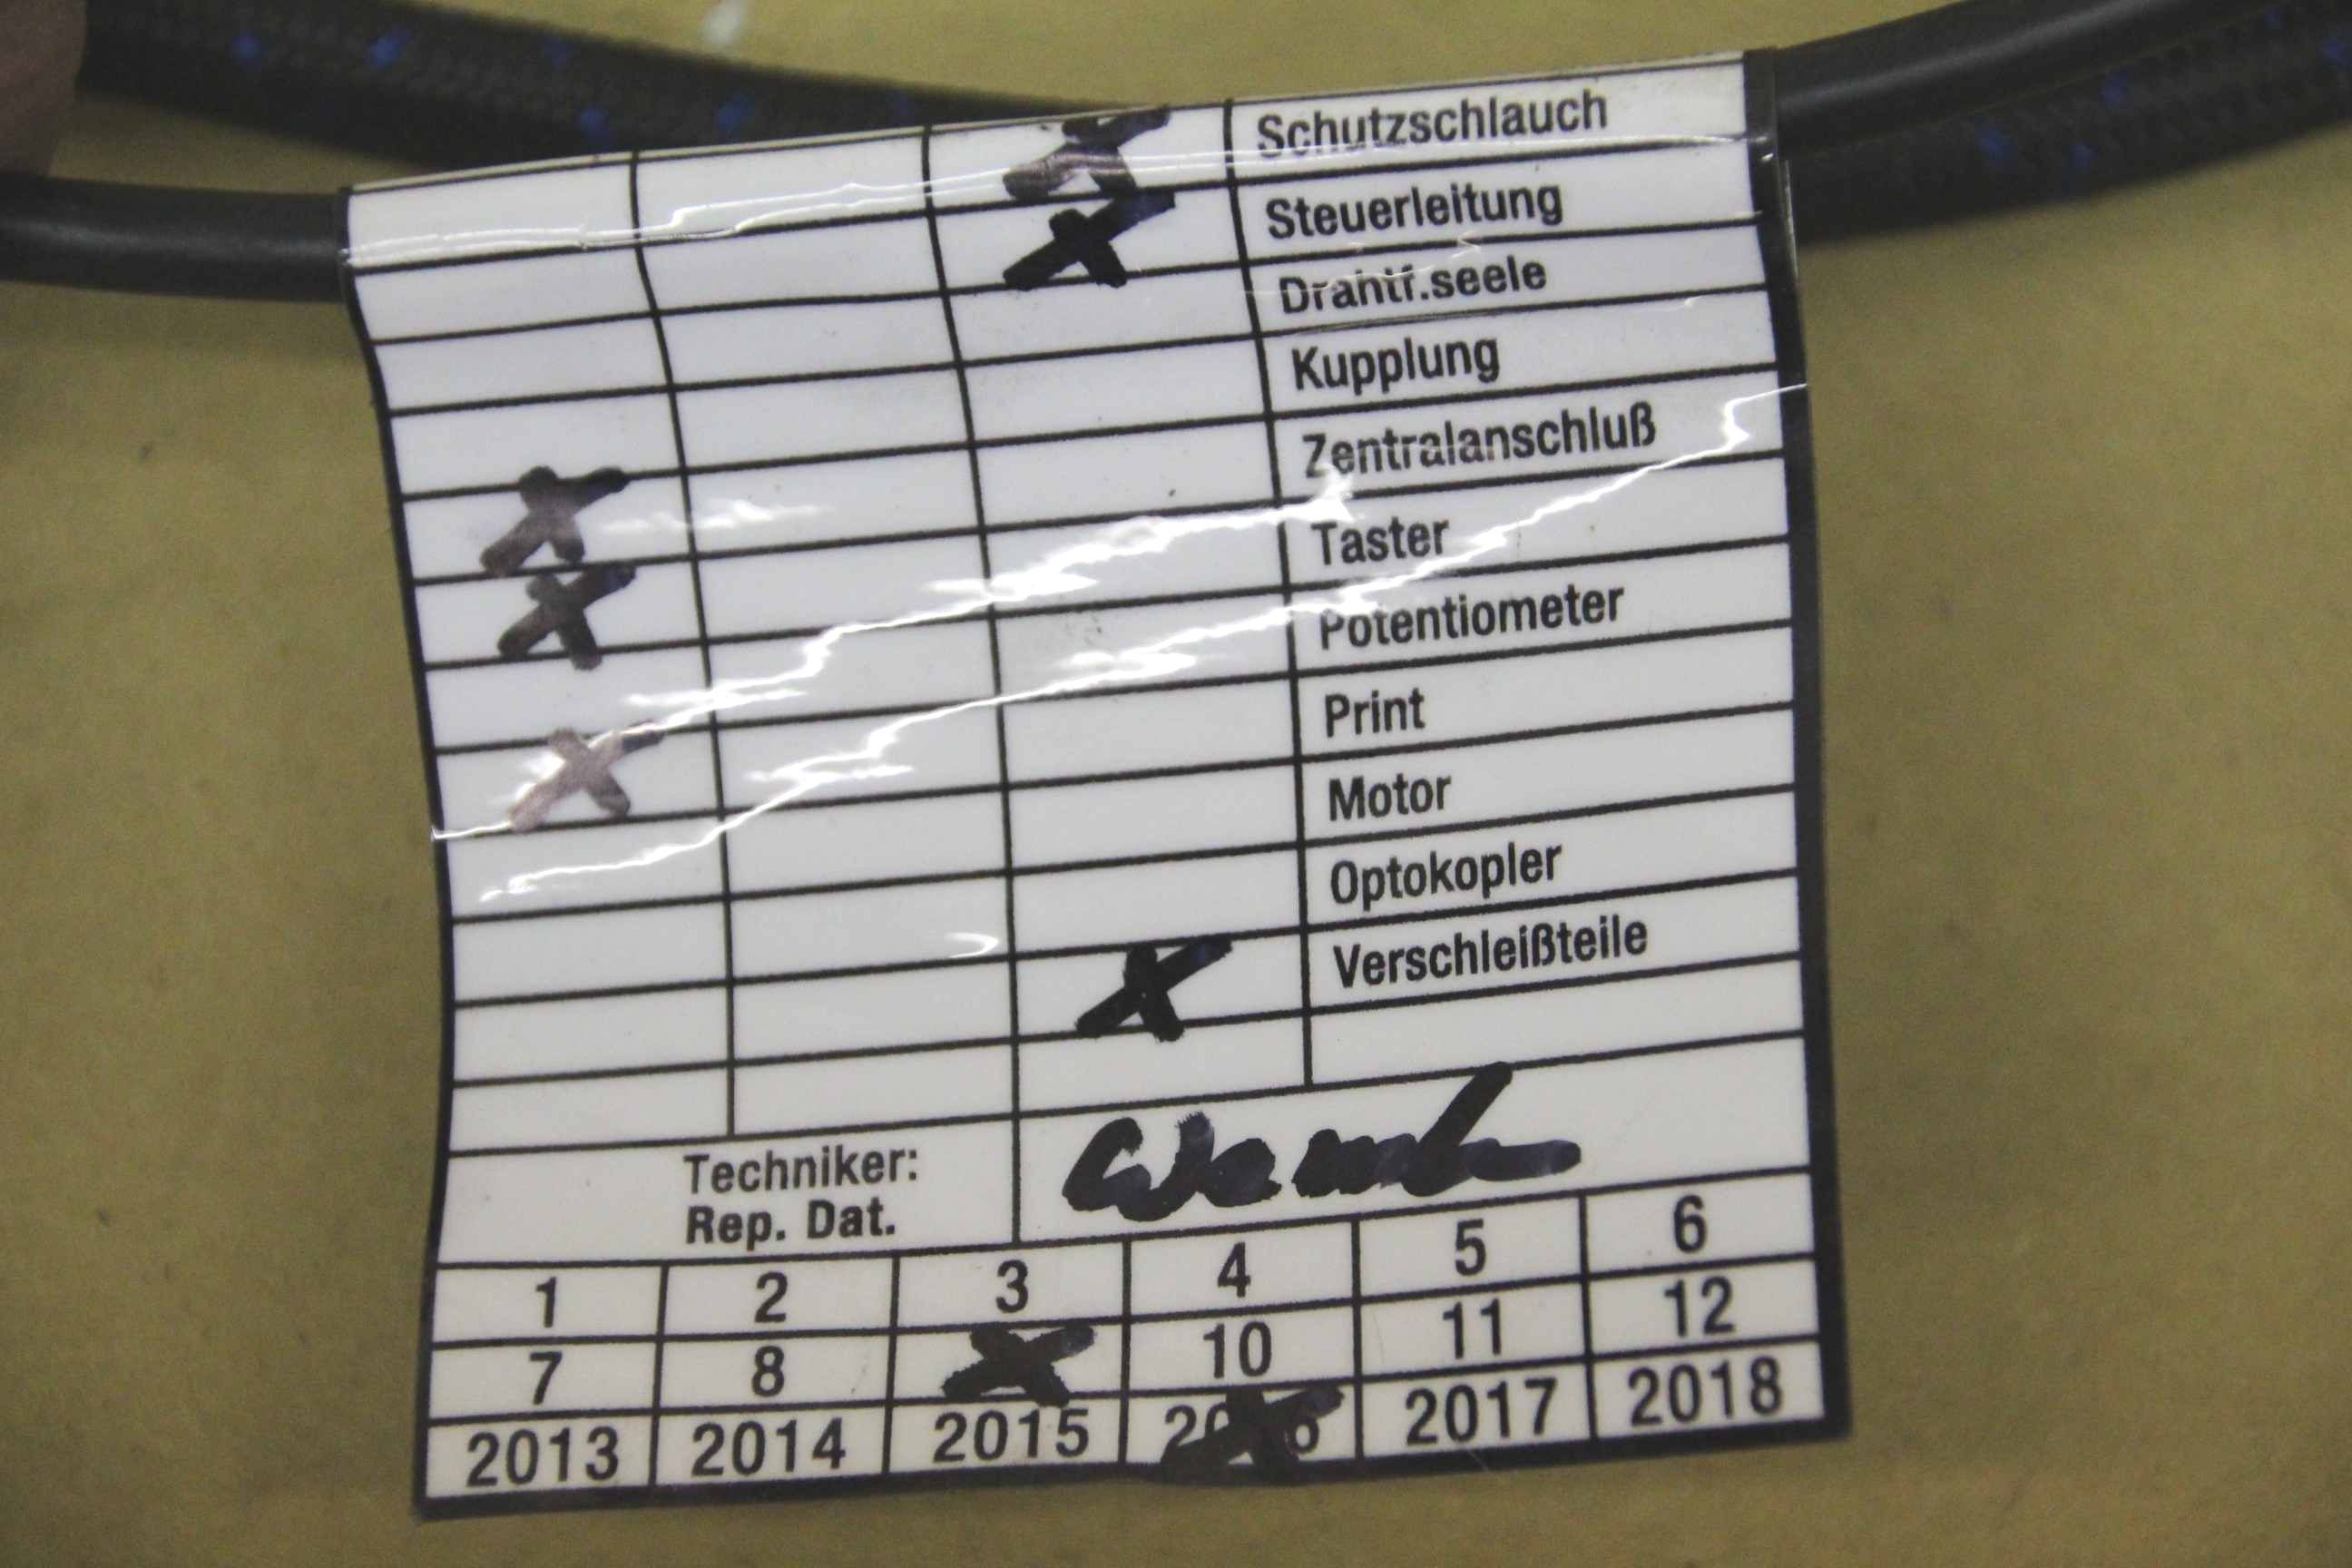 Schutzschlauch
Steuerleitung
Drahtf.seele
Kupplung
Zentralanschluß
Taster
Potentiometer
Print
Motor
Optokopler
Verschleißteile
Techniker:
Rep. Dat.
1 2 3 4 5 6
7 8 10 11 12
2013 2014 2015 2016 2017 2018